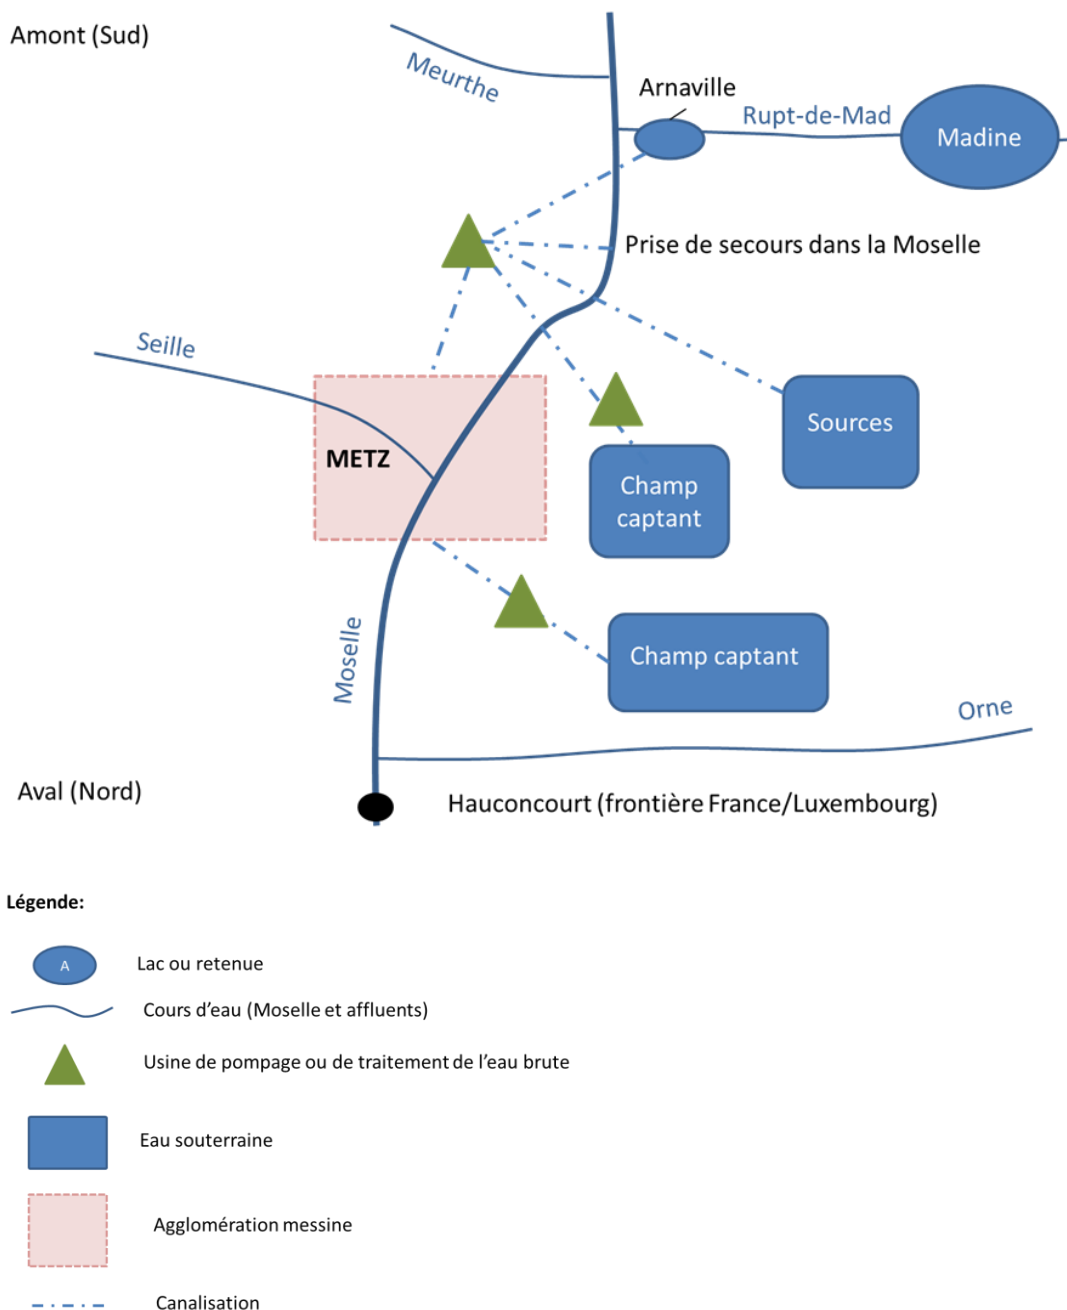 Amont (Sud)
Meurthe
Arnaville
Rupt-de-Mad
Madine
Prise de secours dans la Moselle
Seille
Sources
METZ
Champ
captant
Moselle
Champ captant
Orne
Aval (Nord)
Hauconcourt (frontière France/Luxembourg)
Légende:
A
Lac ou retenue
Cours d'eau (Moselle et affluents)
Usine de pompage ou de traitement de l'eau brute
Eau souterraine
Agglomération messine
Canalisation